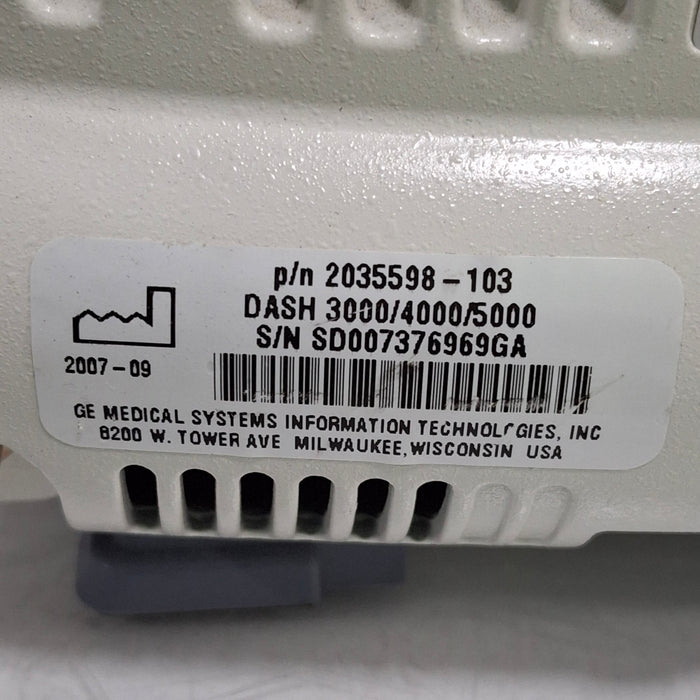 p/n 2035598-103
DASH 3000/4000/5000
S/N SD007376969GA
2007-09
GE MEDICAL SYSTEMS INFORMATION TECHNOLOGIES, INC
8200 W. TOWER AVE MILWAUKEE, WISCONSIN USA